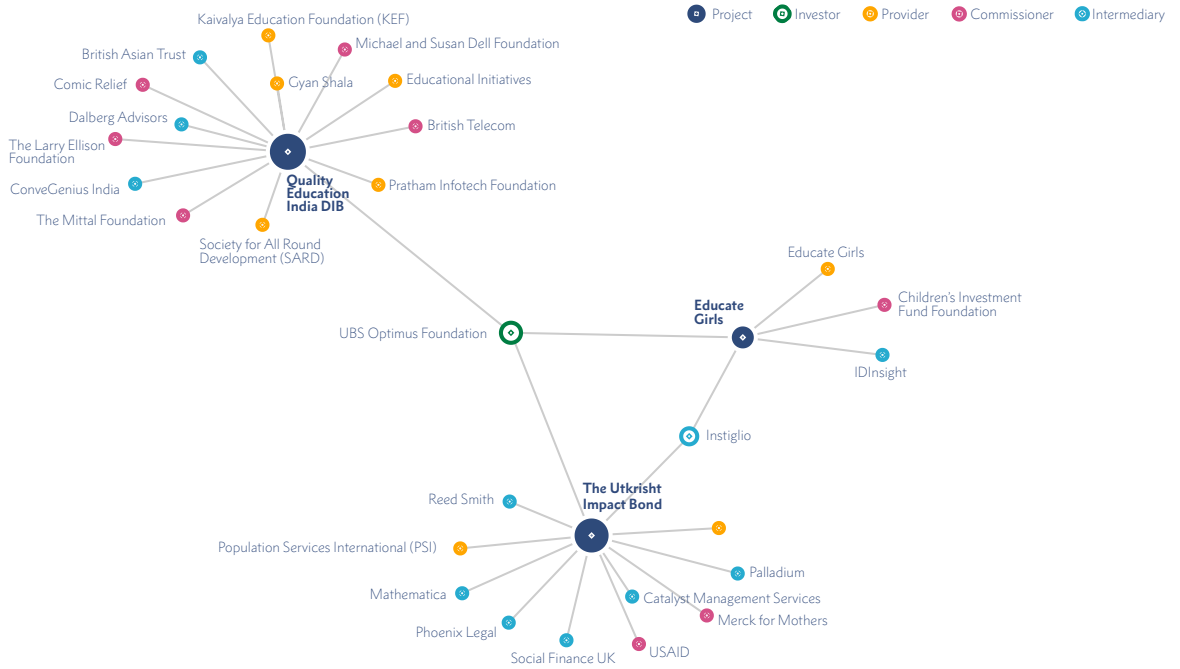 Project
Investor
Provider
Commissioner
Intermediary
Kaivalya Education Foundation (KEF)
Michael and Susan Dell Foundation
British Asian Trust
Gyan Shala
Educational Initiatives
Comic Relief
Dalberg Advisors
British Telecom
The Larry Ellison
Foundation
ConveGenius India
Quality
Education
India DIB
Pratham Infotech Foundation
The Mittal Foundation
Society for All Round
Development (SARD)
Educate Girls
Children's Investment
Fund Foundation
Educate
Girls
UBS Optimus Foundation
IDInsight
Instiglio
The Utkrisht
Impact Bond
Reed Smith
Population Services International (PSI)
Palladium
Mathematica
Catalyst Management Services
Merck for Mothers
Phoenix Legal
Social Finance UK
USAID